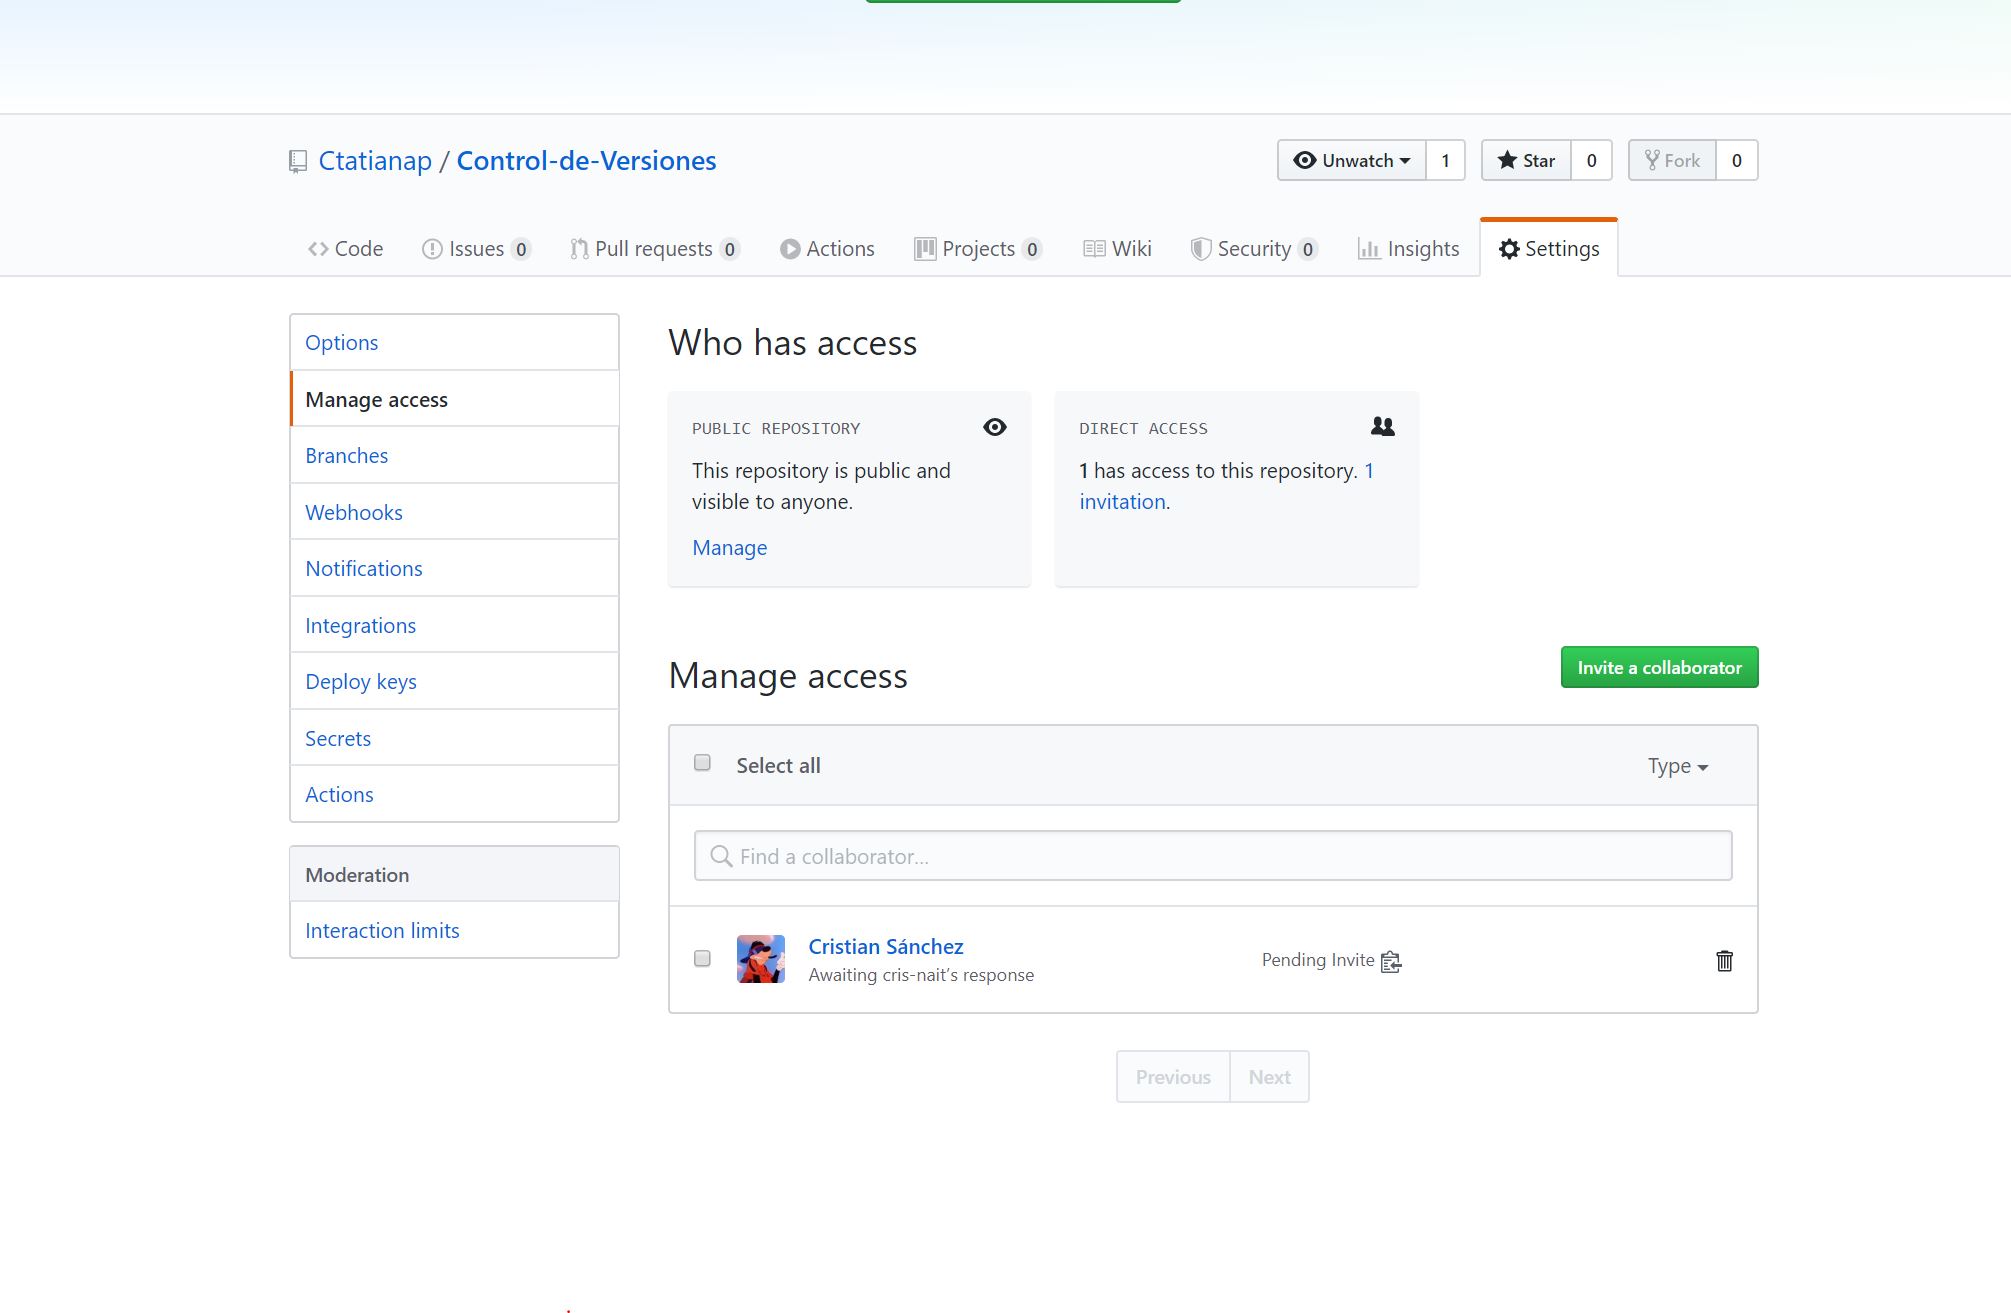 Ctatianap / Control-de-Versiones
Unwatch 1 Star 0 Fork 0
Code Issues 0 Pull requests 0 Actions Projects 0 Wiki Security 0 Insights Settings
Options
Manage access
Branches
Webhooks
Notifications
Integrations
Deploy keys
Secrets
Actions
Moderation
Interaction limits
Who has access
PUBLIC REPOSITORY
This repository is public and
visible to anyone.
Manage
DIRECT ACCESS
1 has access to this repository. 1
invitation.
Manage access
Invite a collaborator
Select all
Type
Find a collaborator...
Cristian Sánchez
Awaiting cris-nait’s response
Pending Invite
Previous Next